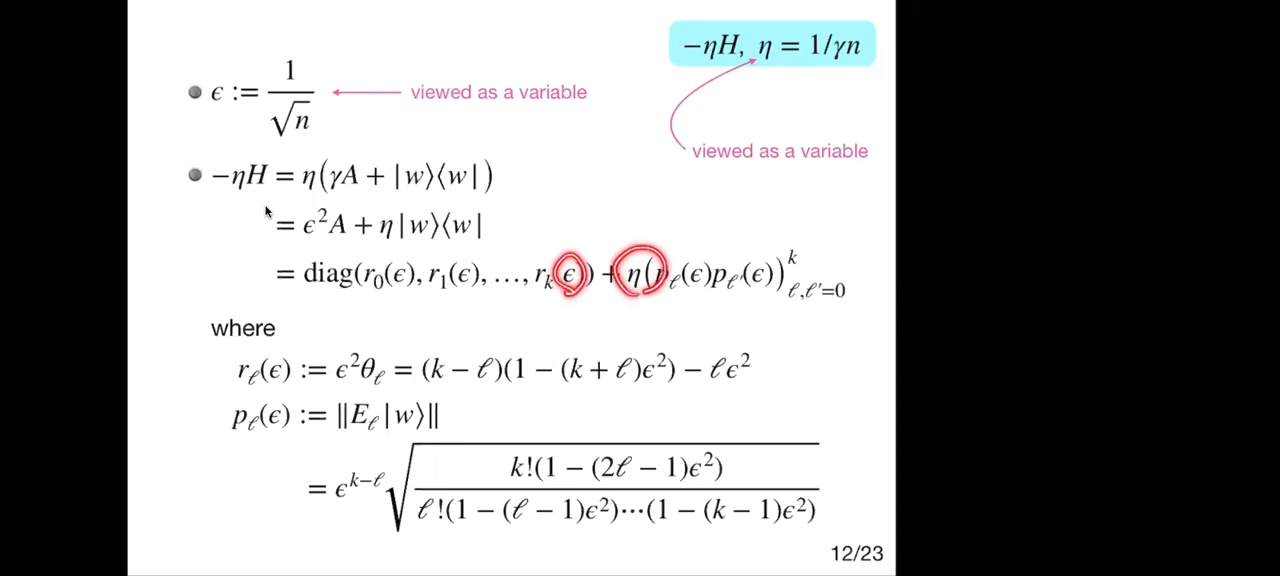 −ηH, η = 1/γn
• ϵ := 1/√n ← viewed as a variable
viewed as a variable
• −ηH = η(γA + |w⟩⟨w|)
= ϵ²A + η|w⟩⟨w|
= diag(r₀(ϵ), r₁(ϵ), …, rₖ(ϵ)) + η(p_ℓ(ϵ)p_ℓ′(ϵ))^k_{ℓ,ℓ′=0}
where
r_ℓ(ϵ) := ϵ²θ_ℓ = (k − ℓ)(1 − (k + ℓ)ϵ²) − ℓϵ²
p_ℓ(ϵ) := ‖E_ℓ|w⟩‖
= ϵ^{k−ℓ} √(k!(1 − (2ℓ − 1)ϵ²) / ℓ!(1 − (ℓ − 1)ϵ²)⋯(1 − (k − 1)ϵ²))
12/23